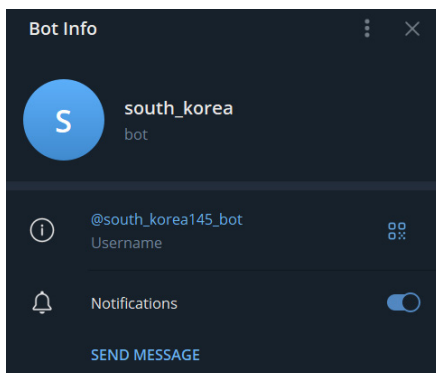 Bot Info
S
south_korea
bot
@south_korea145_bot
Username
Notifications
SEND MESSAGE